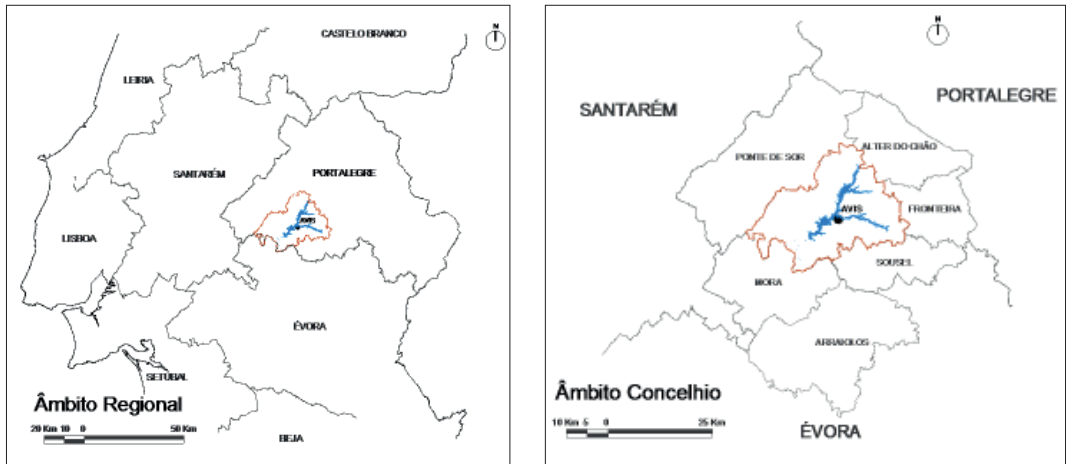 CASTELO BRANCO
N
LEIRIA
SANTARÉM
PORTALEGRE
AVIS
LISBOA
ÉVORA
SETÚBAL
Âmbito Regional
20 Km 10 0 50 Km
BEJA
N
SANTARÉM
PORTALEGRE
ALTER DO CHÃO
PONTE DE SOR
AVIS
FRONTEIRA
SOUSEL
MORA
ARRAIOLOS
Âmbito Concelhio
10 Km 5 0 25 Km
ÉVORA